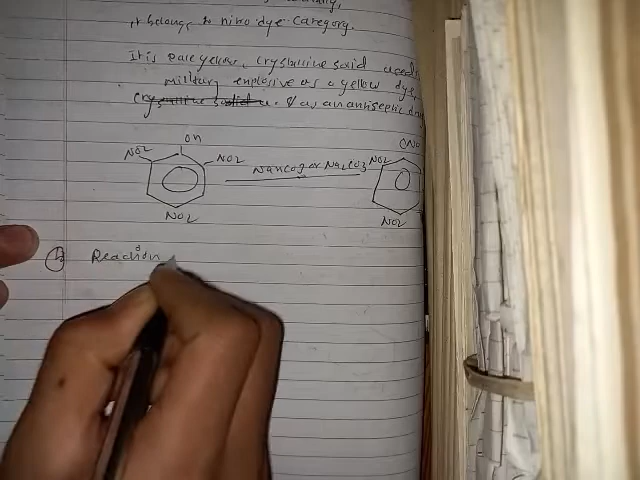 it belongs to nitro dye category.
It is pale yellow, crystalline solid used
military explosive as a yellow dye,
& as an antiseptic
OH
NO2
NO2
NaHCO3 or Na2CO3
NO2
ONa
NO2
NO2
Reaction